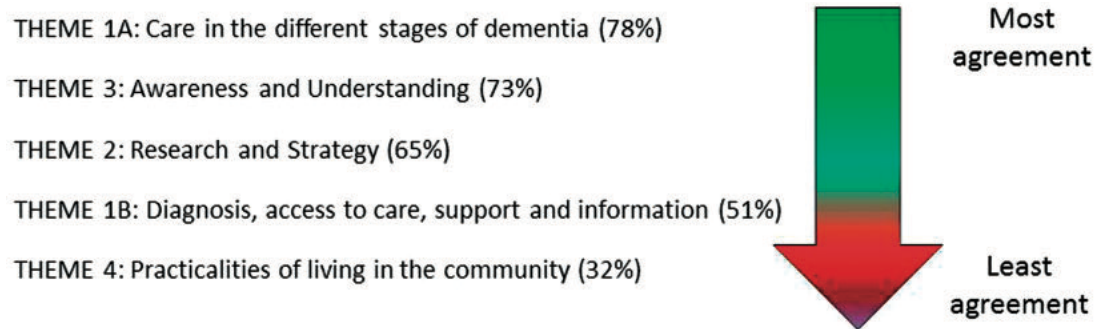 THEME 1A: Care in the different stages of dementia (78%)
THEME 3: Awareness and Understanding (73%)
THEME 2: Research and Strategy (65%)
THEME 1B: Diagnosis, access to care, support and information (51%)
THEME 4: Practicalities of living in the community (32%)
Most
agreement
Least
agreement